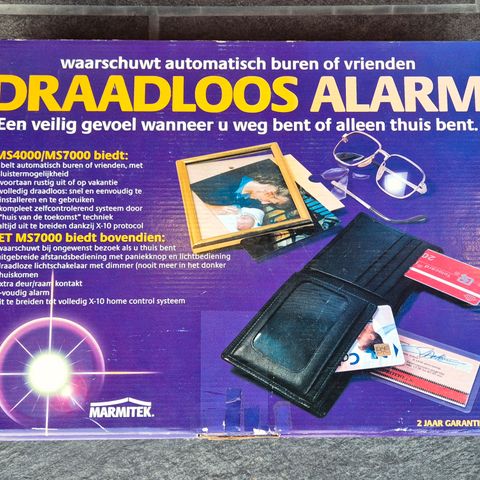 waarschuwt automatisch buren of vrienden
DRAADLOOS ALARM
Een veilig gevoel wanneer u weg bent of alleen thuis bent.
MS4000/MS7000 biedt:
belt automatisch buren of vrienden, met
luistermogelijkheid
voortaan rustig uit of op vakantie
volledig draadloos: snel en eenvoudig te
installeren en te gebruiken
kompleet zelfcontrolerend systeem door
"huis van de toekomst" techniek
altijd uit te breiden dankzij X-10 protocol
ET MS7000 biedt bovendien:
waarschuwt bij ongewenst bezoek als u thuis bent
uitgebreide afstandsbediening met paniekknop en lichtbediening
draadloze lichtschakelaar met dimmer (nooit meer in het donker
thuiskomen
extra deur/raam kontakt
-voudig alarm
uit te breiden tot volledig X-10 home control systeem
MARMITEK
2 JAAR GARANTI